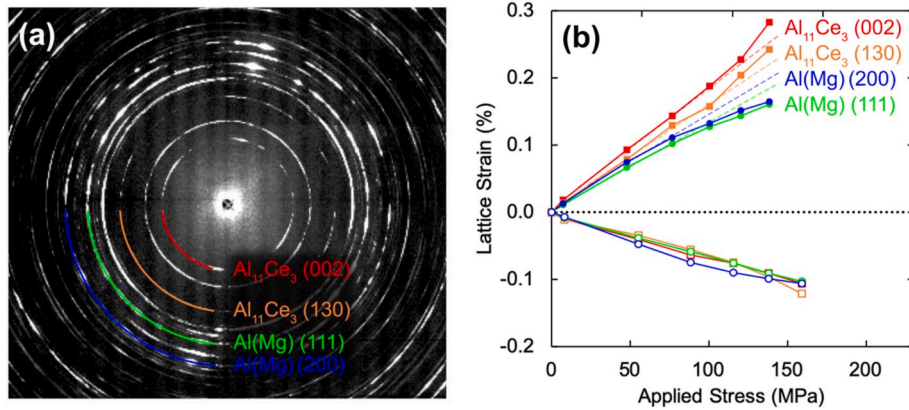 (a)
Al₁₁Ce₃ (002)
Al₁₁Ce₃ (130)
Al(Mg) (111)
Al(Mg) (200)
(b)
Al₁₁Ce₃ (002)
Al₁₁Ce₃ (130)
Al(Mg) (200)
Al(Mg) (111)
Lattice Strain (%)
0.3
0.2
0.1
0.0
-0.1
-0.2
0 50 100 150 200
Applied Stress (MPa)